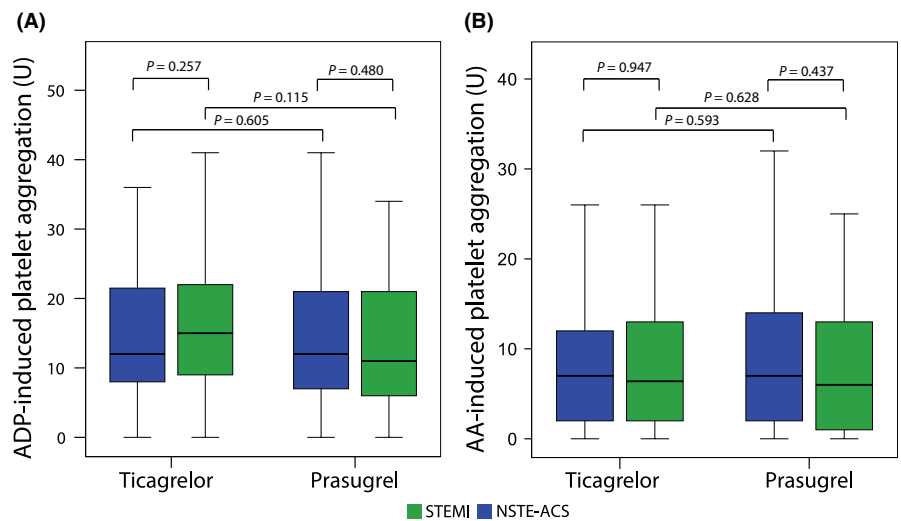 (A)
ADP-induced platelet aggregation (U)
50
40
30
20
10
0
P = 0.257
P = 0.480
P = 0.115
P = 0.605
Ticagrelor Prasugrel
(B)
AA-induced platelet aggregation (U)
40
30
20
10
0
P = 0.947
P = 0.437
P = 0.628
P = 0.593
Ticagrelor Prasugrel
STEMI NSTE-ACS